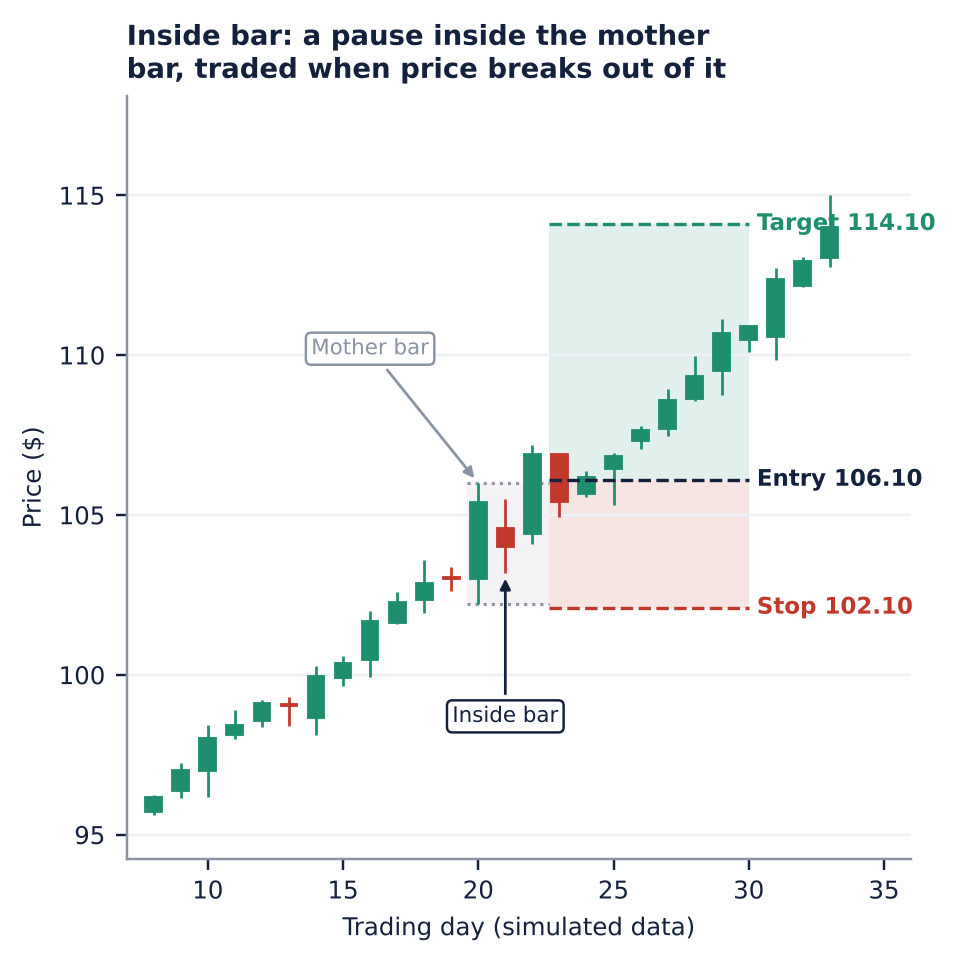 Inside bar: a pause inside the mother
bar, traded when price breaks out of it
115
Target 114.10
Mother bar
110
Entry 106.10
105
Stop 102.10
Inside bar
100
95
Price ($)
10 15 20 25 30 35
Trading day (simulated data)